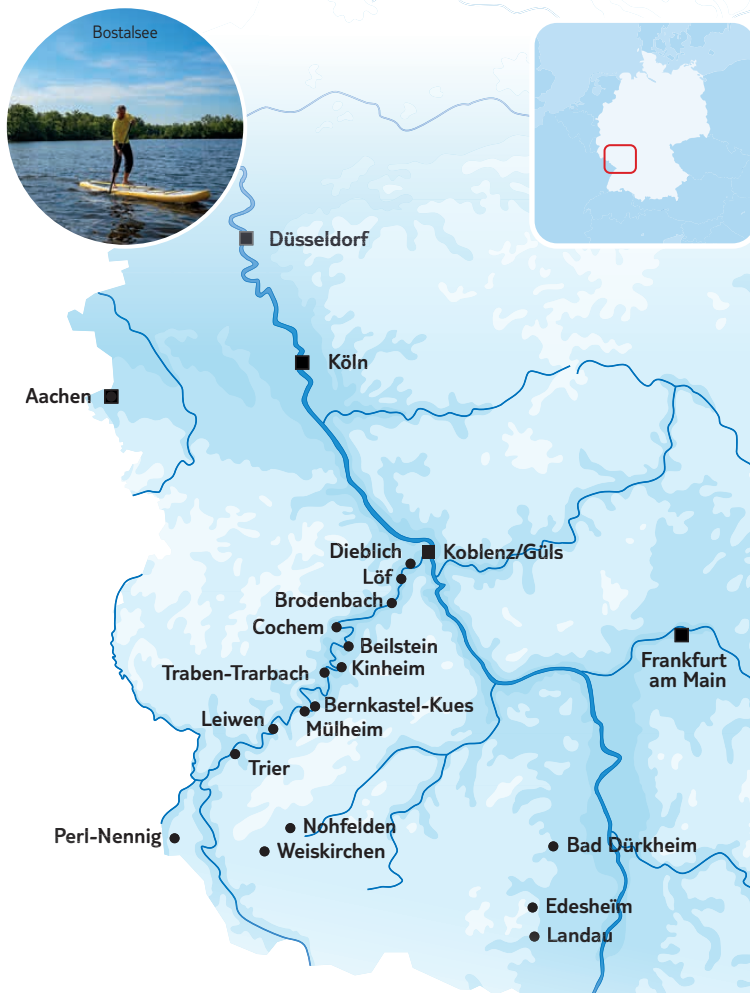 Bostalsee
Düsseldorf
Köln
Aachen
Dieblich
Koblenz/Güls
Löf
Brodenbach
Cochem
Beilstein
Kinheim
Traben-Trarbach
Frankfurt
am Main
Bernkastel-Kues
Leiwen
Mülheim
Trier
Nohfelden
Perl-Nennig
Weiskirchen
Bad Dürkheim
Edesheïm
Landau